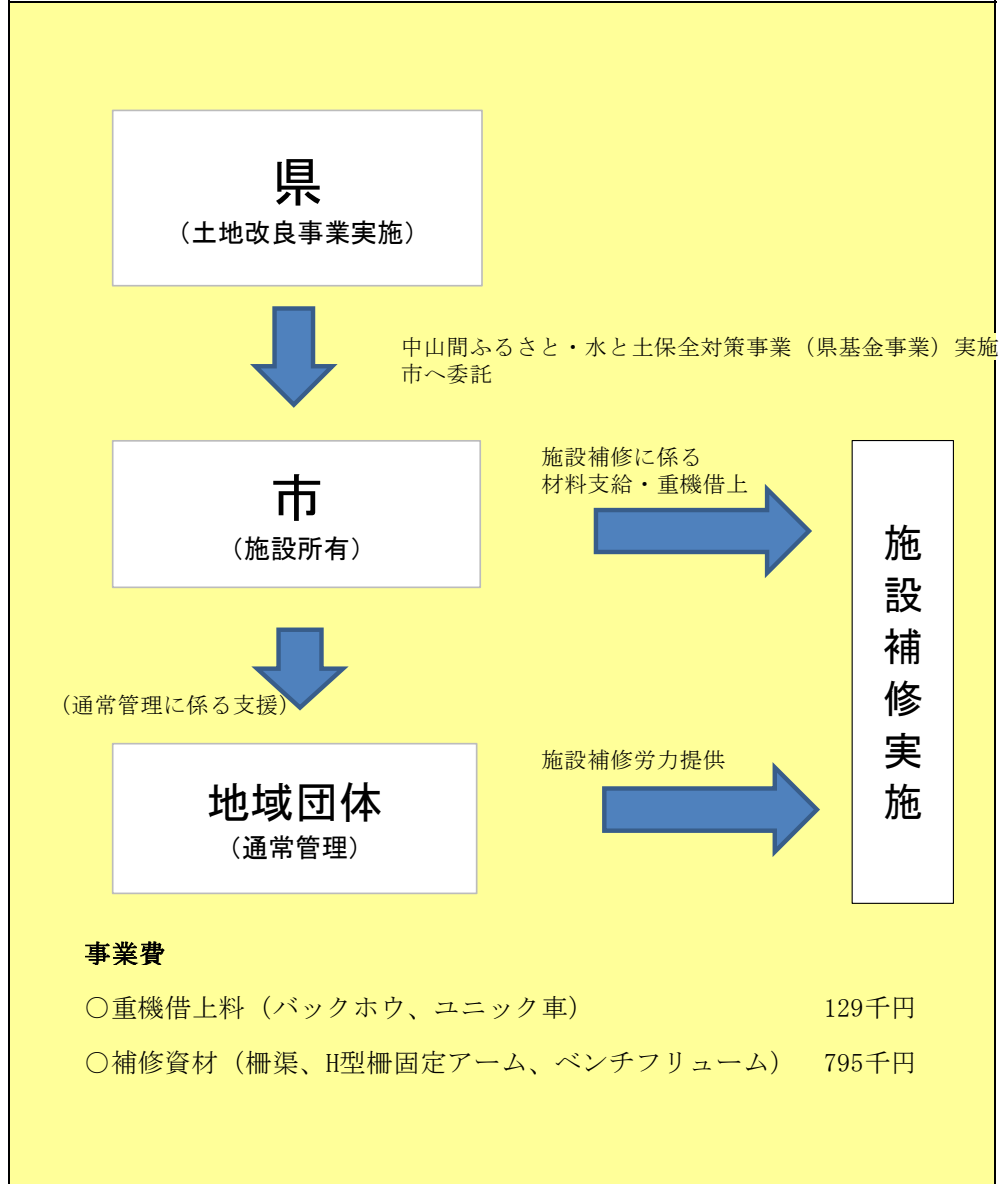 県
（土地改良事業実施）
中山間ふるさと・水と土保全対策事業（県基金事業）実施
市へ委託
市
（施設所有）
施設補修に係る
材料支給・重機借上
施設補修実施
（通常管理に係る支援）
地域団体
（通常管理）
施設補修労力提供
事業費
○重機借上料（バックホウ、ユニック車） 129千円
○補修資材（柵渠、H型柵固定アーム、ベンチフリューム） 795千円